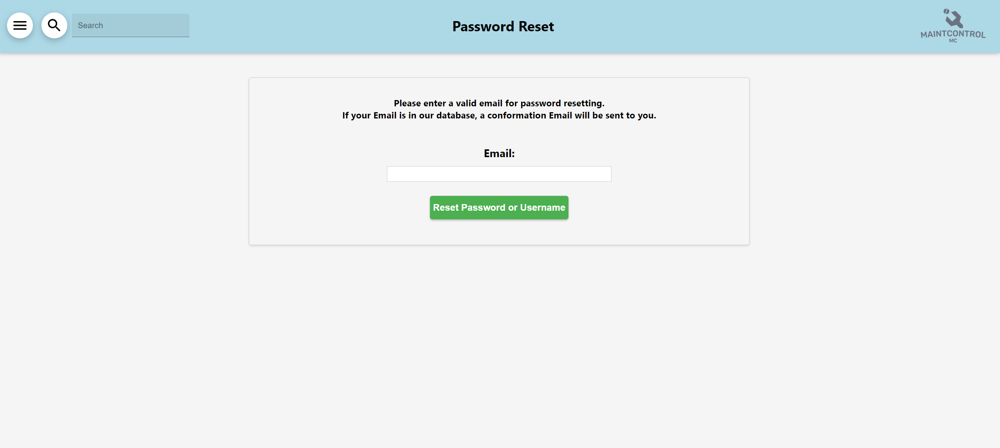 Search
Password Reset
MAINTCONTROL
MC
Please enter a valid email for password resetting.
If your Email is in our database, a conformation Email will be sent to you.
Email:
Reset Password or Username